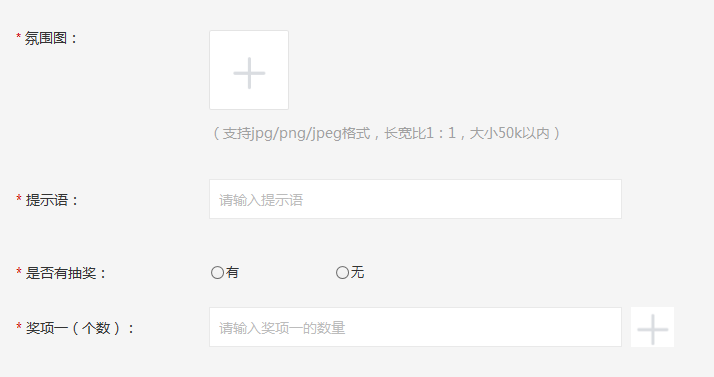 * 氛围图：
（支持jpg/png/jpeg格式，长宽比1：1，大小50k以内）
* 提示语： 请输入提示语
* 是否有抽奖： 有 无
* 奖项一（个数）： 请输入奖项一的数量